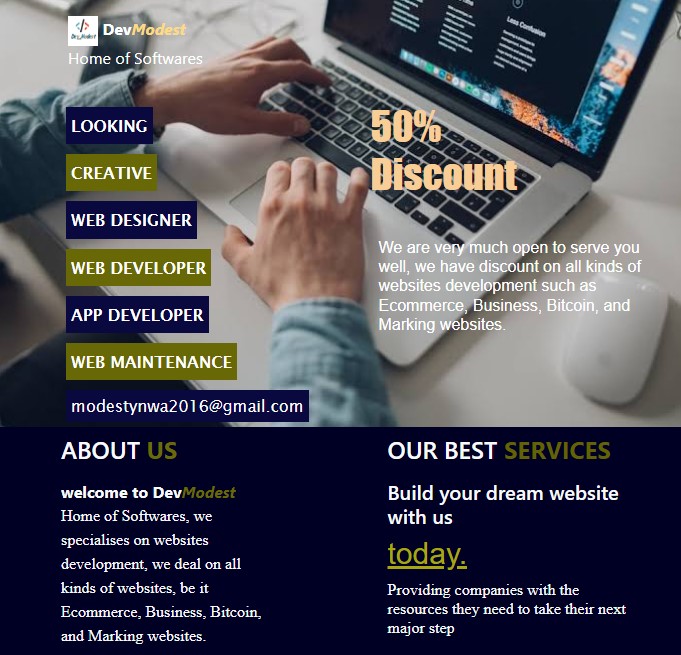 DevModest
Home of Softwares
LOOKING
CREATIVE
WEB DESIGNER
WEB DEVELOPER
APP DEVELOPER
WEB MAINTENANCE
modestynwa2016@gmail.com
50%
Discount
We are very much open to serve you
well, we have discount on all kinds of
websites development such as
Ecommerce, Business, Bitcoin, and
Marking websites.
ABOUT US
welcome to DevModest
Home of Softwares, we
specialises on websites
development, we deal on all
kinds of websites, be it
Ecommerce, Business, Bitcoin,
and Marking websites.
OUR BEST SERVICES
Build your dream website
with us
today.
Providing companies with the
resources they need to take their next
major step